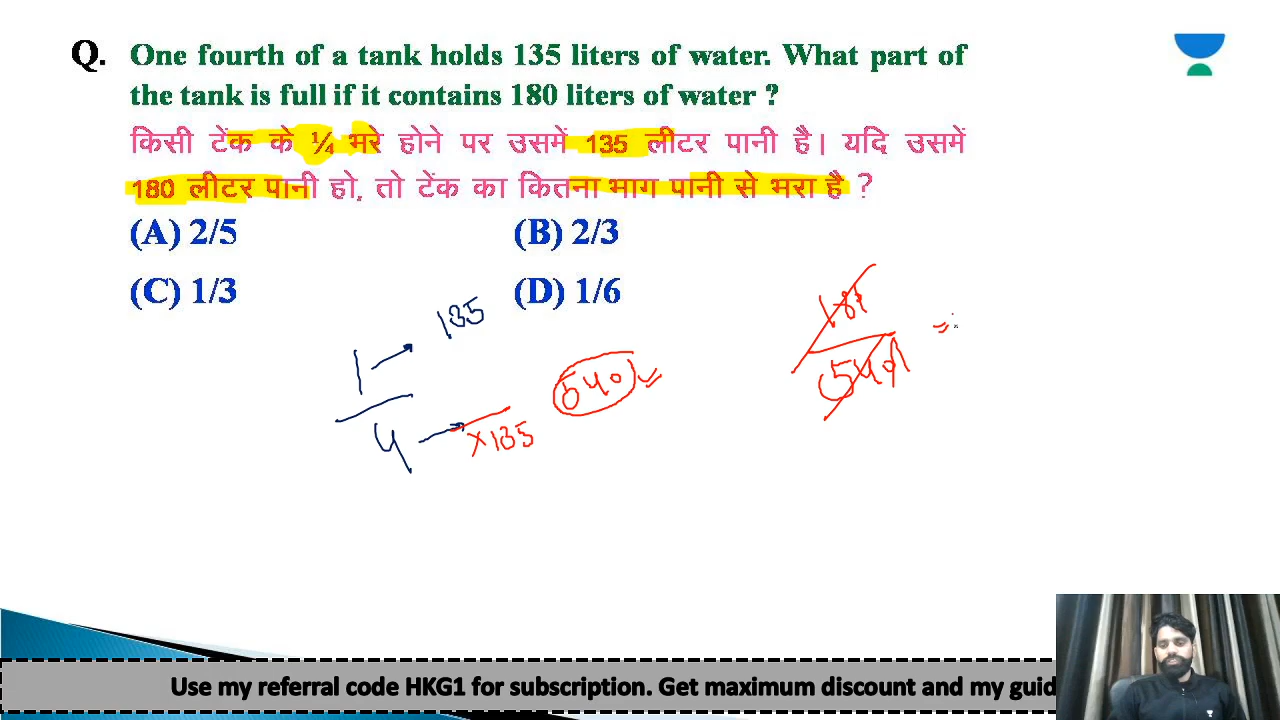 Q. One fourth of a tank holds 135 liters of water. What part of
the tank is full if it contains 180 liters of water ?
किसी टेंक के ¼ भरे होने पर उसमें 135 लीटर पानी है। यदि उसमें
180 लीटर पानी हो, तो टेंक का कितना भाग पानी से भरा है ?
(A) 2/5 (B) 2/3
(C) 1/3 (D) 1/6
1 135
4 ×135 540
180
540 =
Use my referral code HKG1 for subscription. Get maximum discount and my guid